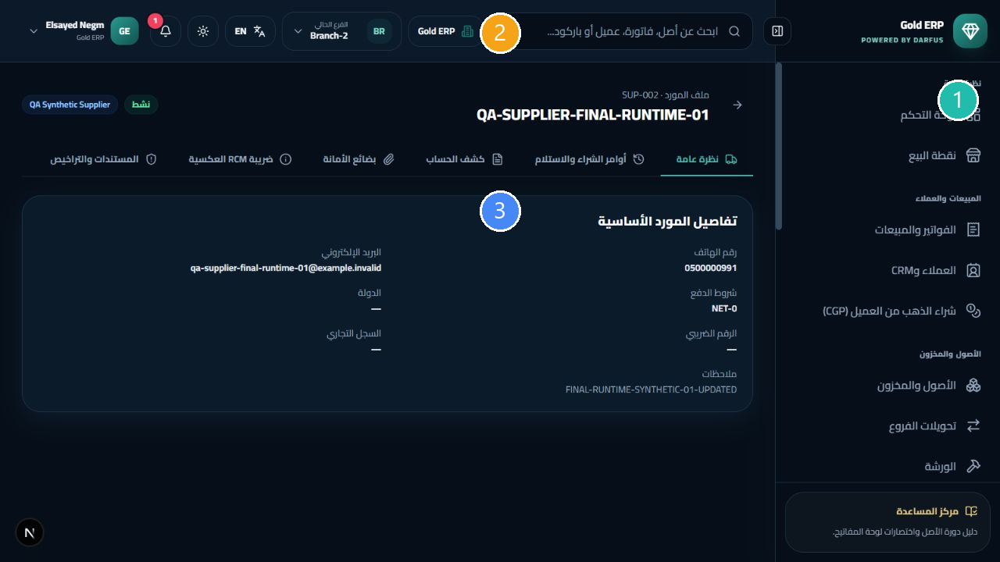 Gold ERP
POWERED BY DARFUS
ابحث عن أصل، فاتورة، عميل أو باركود...
2
Gold ERP
BR
الفرع الحالي
Branch-2
EN
1
GE
Elsayed Negm
Gold ERP
1
التحكم
نقطة البيع
المبيعات والعملاء
الفواتير والمبيعات
العملاء وCRM
شراء الذهب من العميل (CGP)
الأصول والمخزون
الأصول والمخزون
تحويلات الفروع
الورشة
مركز المساعدة
دليل دورة الأصل واختصارات لوحة المفاتيح.
ملف المورد · SUP-002
QA-SUPPLIER-FINAL-RUNTIME-01
نشط
QA Synthetic Supplier
نظرة عامة
أوامر الشراء والاستلام
كشف الحساب
بضائع الأمانة
ضريبة RCM العكسية
المستندات والتراخيص
3
تفاصيل المورد الأساسية
رقم الهاتف
0500000991
البريد الإلكتروني
qa-supplier-final-runtime-01@example.invalid
شروط الدفع
NET-0
الدولة
—
الرقم الضريبي
—
السجل التجاري
—
ملاحظات
FINAL-RUNTIME-SYNTHETIC-01-UPDATED
N